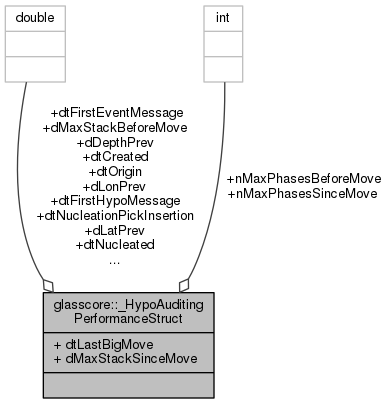 double
int
+dtFirstEventMessage
+dMaxStackBeforeMove
+dDepthPrev
+dtCreated
+dtOrigin
+dLonPrev
+dtFirstHypoMessage
+dtNucleationPickInsertion
+dLatPrev
+dtNucleated
...
+nMaxPhasesBeforeMove
+nMaxPhasesSinceMove
glasscore::_HypoAuditing
PerformanceStruct
+ dtLastBigMove
+ dMaxStackSinceMove